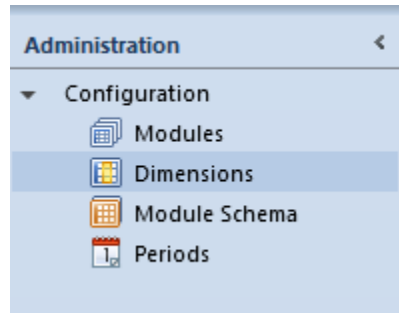 Administration
Configuration
Modules
Dimensions
Module Schema
Periods